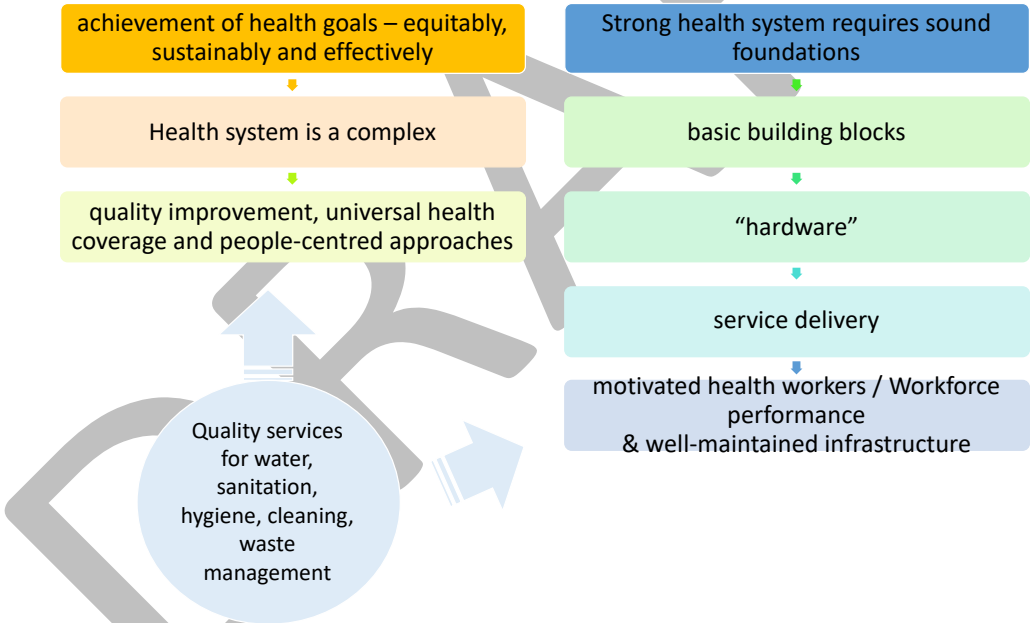 achievement of health goals – equitably,
sustainably and effectively
Health system is a complex
quality improvement, universal health
coverage and people-centred approaches
Strong health system requires sound
foundations
basic building blocks
“hardware”
service delivery
motivated health workers / Workforce
performance
& well-maintained infrastructure
Quality services
for water,
sanitation,
hygiene, cleaning,
waste
management